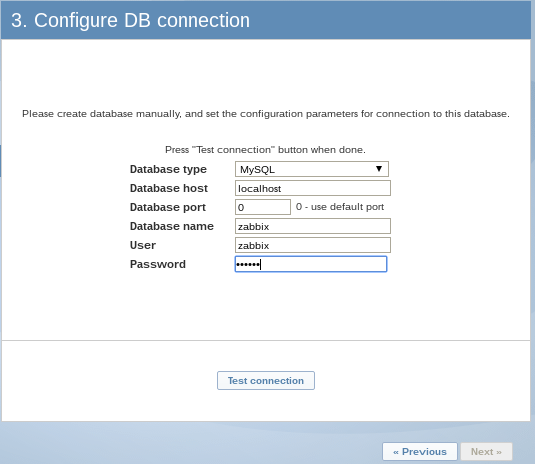 3. Configure DB connection
Please create database manually, and set the configuration parameters for connection to this database.
Press "Test connection" button when done.
Database type MySQL ▼
Database host localhost
Database port 0 0 - use default port
Database name zabbix
User zabbix
Password ••••••
Test connection
« Previous Next »